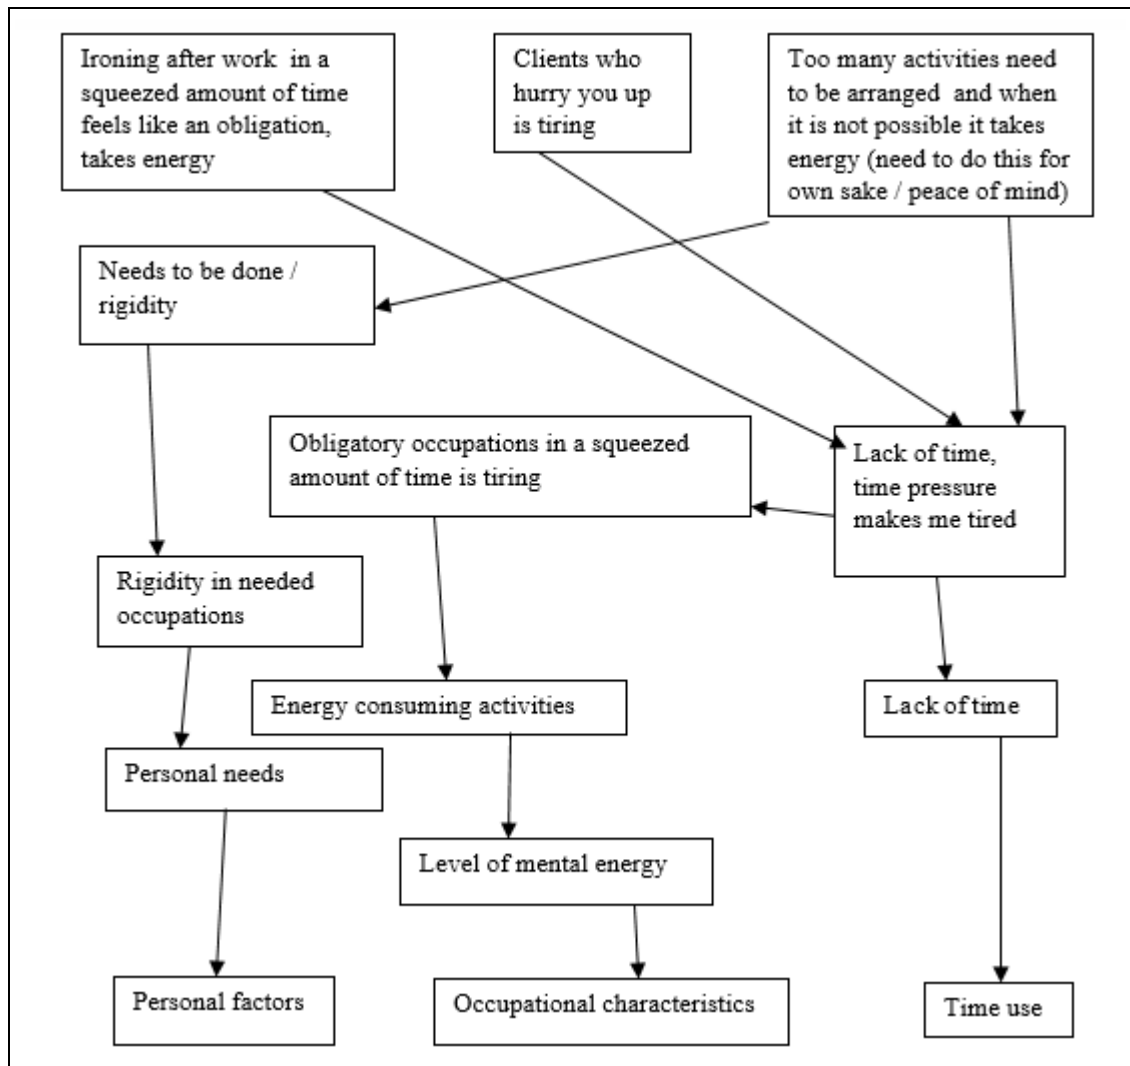 Ironing after work in a
squeezed amount of time
feels like an obligation,
takes energy
Clients who
hurry you up
is tiring
Too many activities need
to be arranged and when
it is not possible it takes
energy (need to do this for
own sake / peace of mind)
Needs to be done /
rigidity
Obligatory occupations in a squeezed
amount of time is tiring
Lack of time,
time pressure
makes me tired
Rigidity in needed
occupations
Energy consuming activities
Lack of time
Personal needs
Level of mental energy
Personal factors
Occupational characteristics
Time use